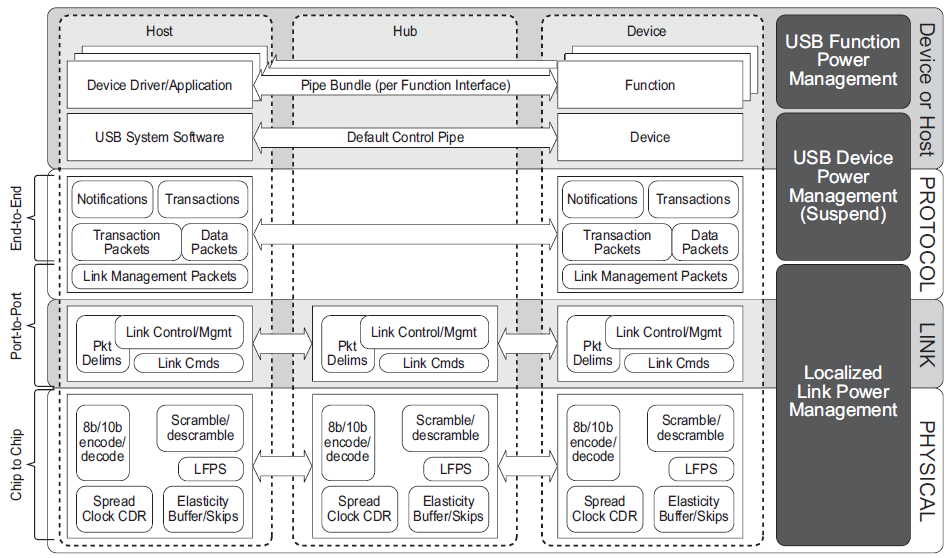 Host
Hub
Device
Device Driver/Application
Pipe Bundle (per Function Interface)
Function
USB System Software
Default Control Pipe
Device
USB Function
Power
Management
Device or Host
USB Device
Power
Management
(Suspend)
End-to-End
Notifications
Transactions
Transaction
Packets
Data
Packets
Link Management Packets
Notifications
Transactions
Transaction
Packets
Data
Packets
Link Management Packets
PROTOCOL
Port-to-Port
Pkt
Delims
Link Control/Mgmt
Link Cmds
Pkt
Delims
Link Control/Mgmt
Link Cmds
Pkt
Delims
Link Control/Mgmt
Link Cmds
LINK
Localized
Link Power
Management
Chip to Chip
8b/10b
encode/
decode
Scramble/
descramble
LFPS
Spread
Clock CDR
Elasticity
Buffer/Skips
8b/10b
encode/
decode
Scramble/
descramble
LFPS
Spread
Clock CDR
Elasticity
Buffer/Skips
8b/10b
encode/
decode
Scramble/
descramble
LFPS
Spread
Clock CDR
Elasticity
Buffer/Skips
PHYSICAL